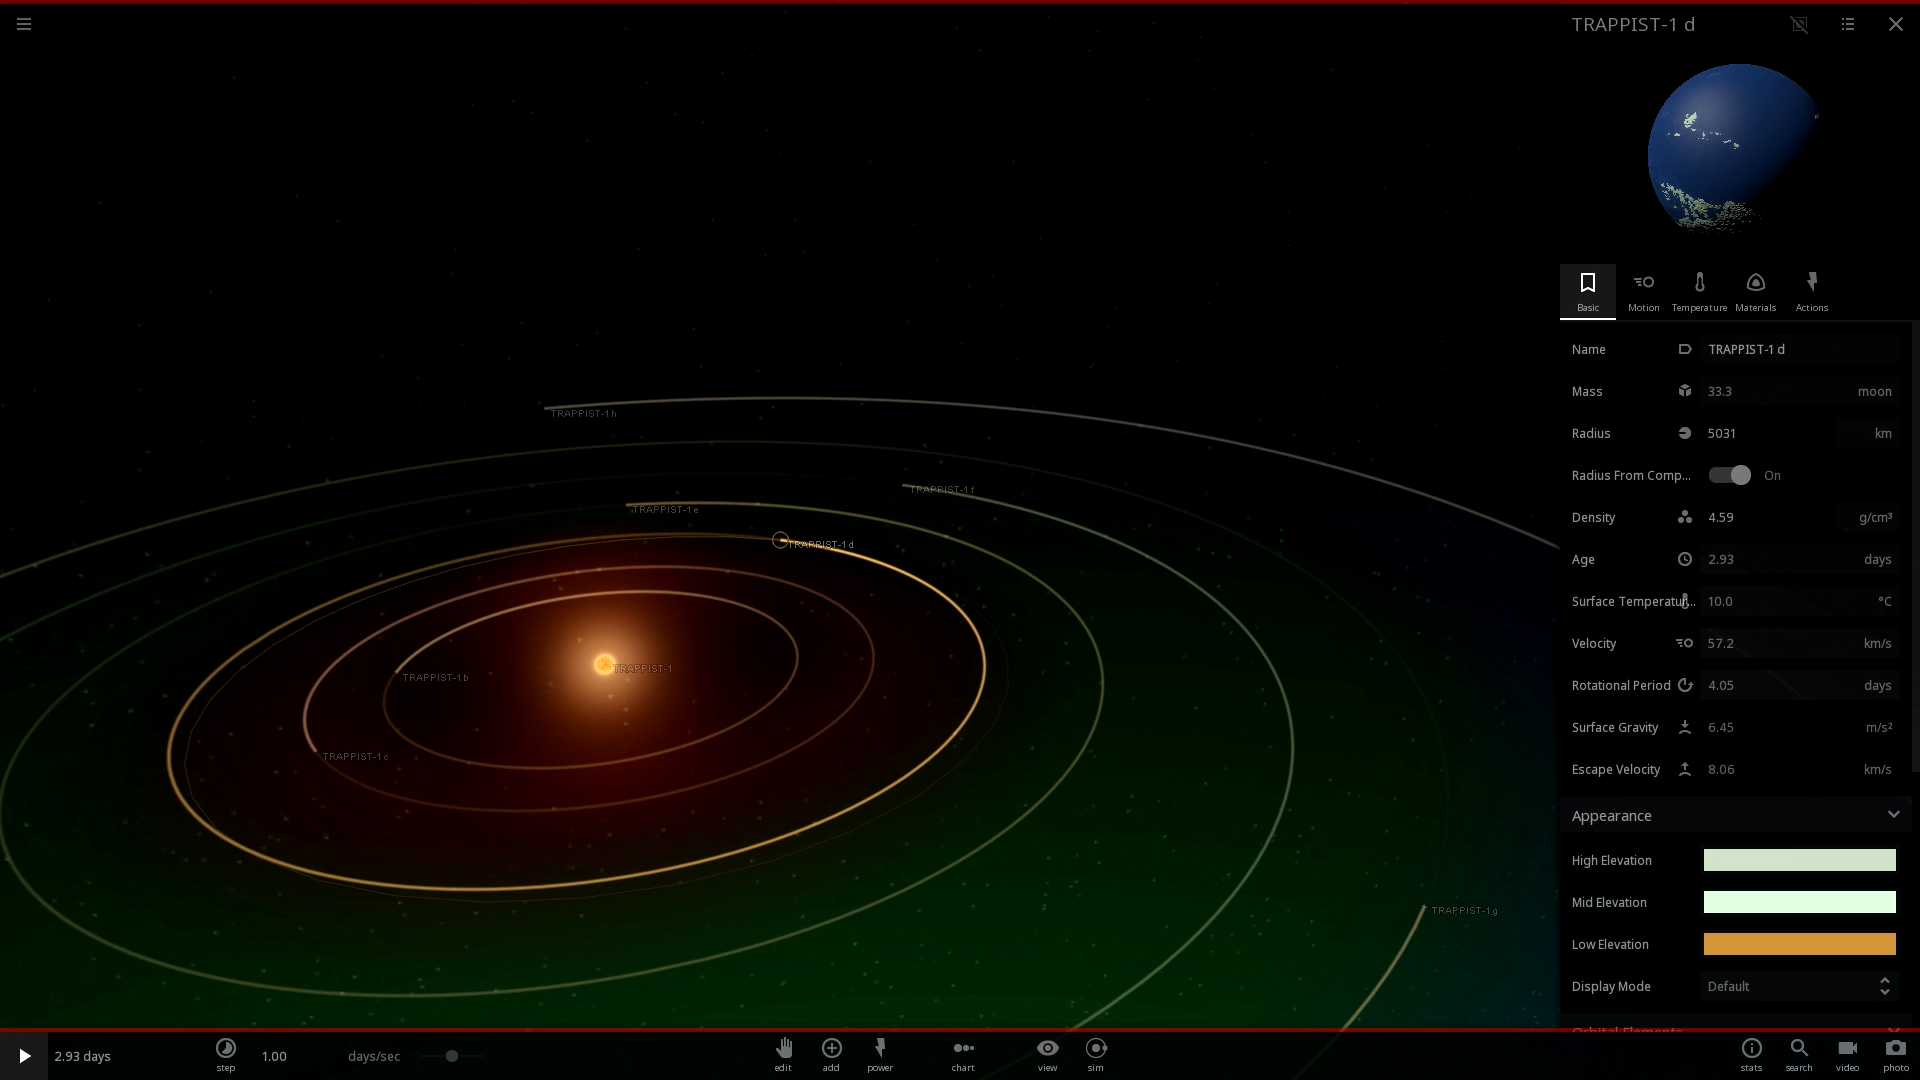 TRAPPIST-1 d
Basic
Motion
Temperature
Materials
Actions
Name
TRAPPIST-1 d
Mass
33.3
moon
Radius
5031
km
Radius From Comp...
On
Density
4.59
g/cm³
Age
2.93
days
Surface Temperatur...
10.0
°C
Velocity
57.2
km/s
Rotational Period
4.05
days
Surface Gravity
6.45
m/s²
Escape Velocity
8.06
km/s
Appearance
High Elevation
Mid Elevation
Low Elevation
Display Mode
Default
Orbital Elements
TRAPPIST-1 h
TRAPPIST-1 f
TRAPPIST-1 e
TRAPPIST-1 d
TRAPPIST-1
TRAPPIST-1 b
TRAPPIST-1 c
TRAPPIST-1 g
2.93 days
step
1.00
days/sec
edit
add
power
chart
view
sim
stats
search
video
photo